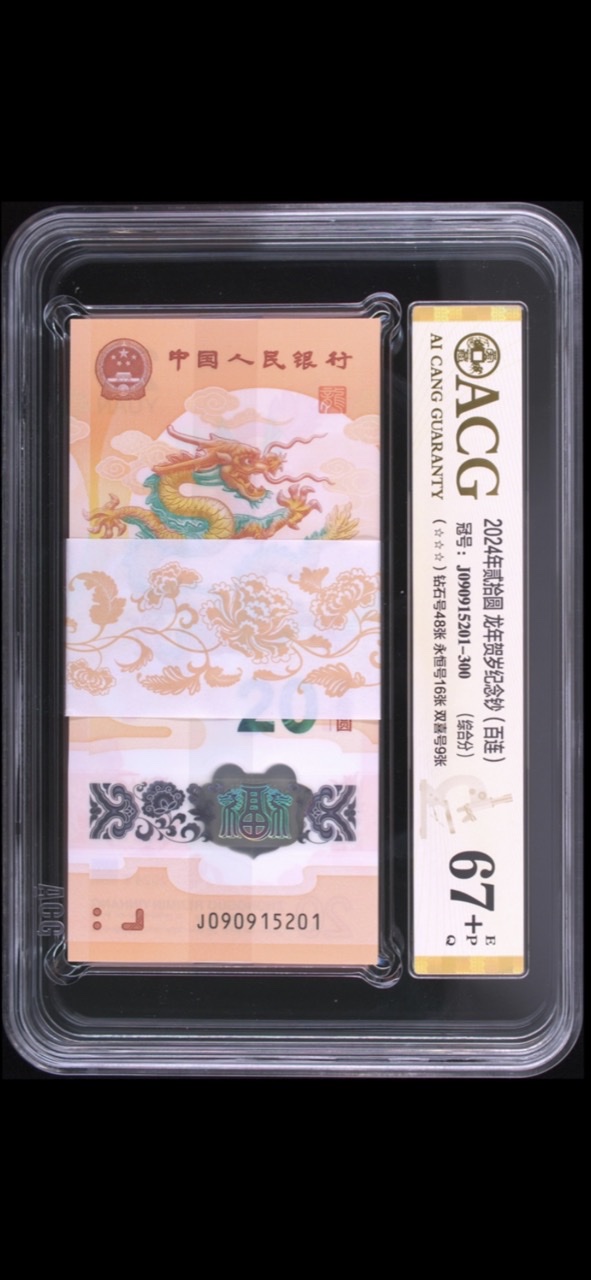 中国人民银行
龍
20
圆
福
J090915201
ACG
AI CANG GUARANTY
2024年贰拾圆 龙年贺岁纪念钞（百连）
冠号：J090915201-300 （综合分）
（☆☆☆）钻石号48张 永恒号16张 双喜号9张
67+
E
P
Q
ACG